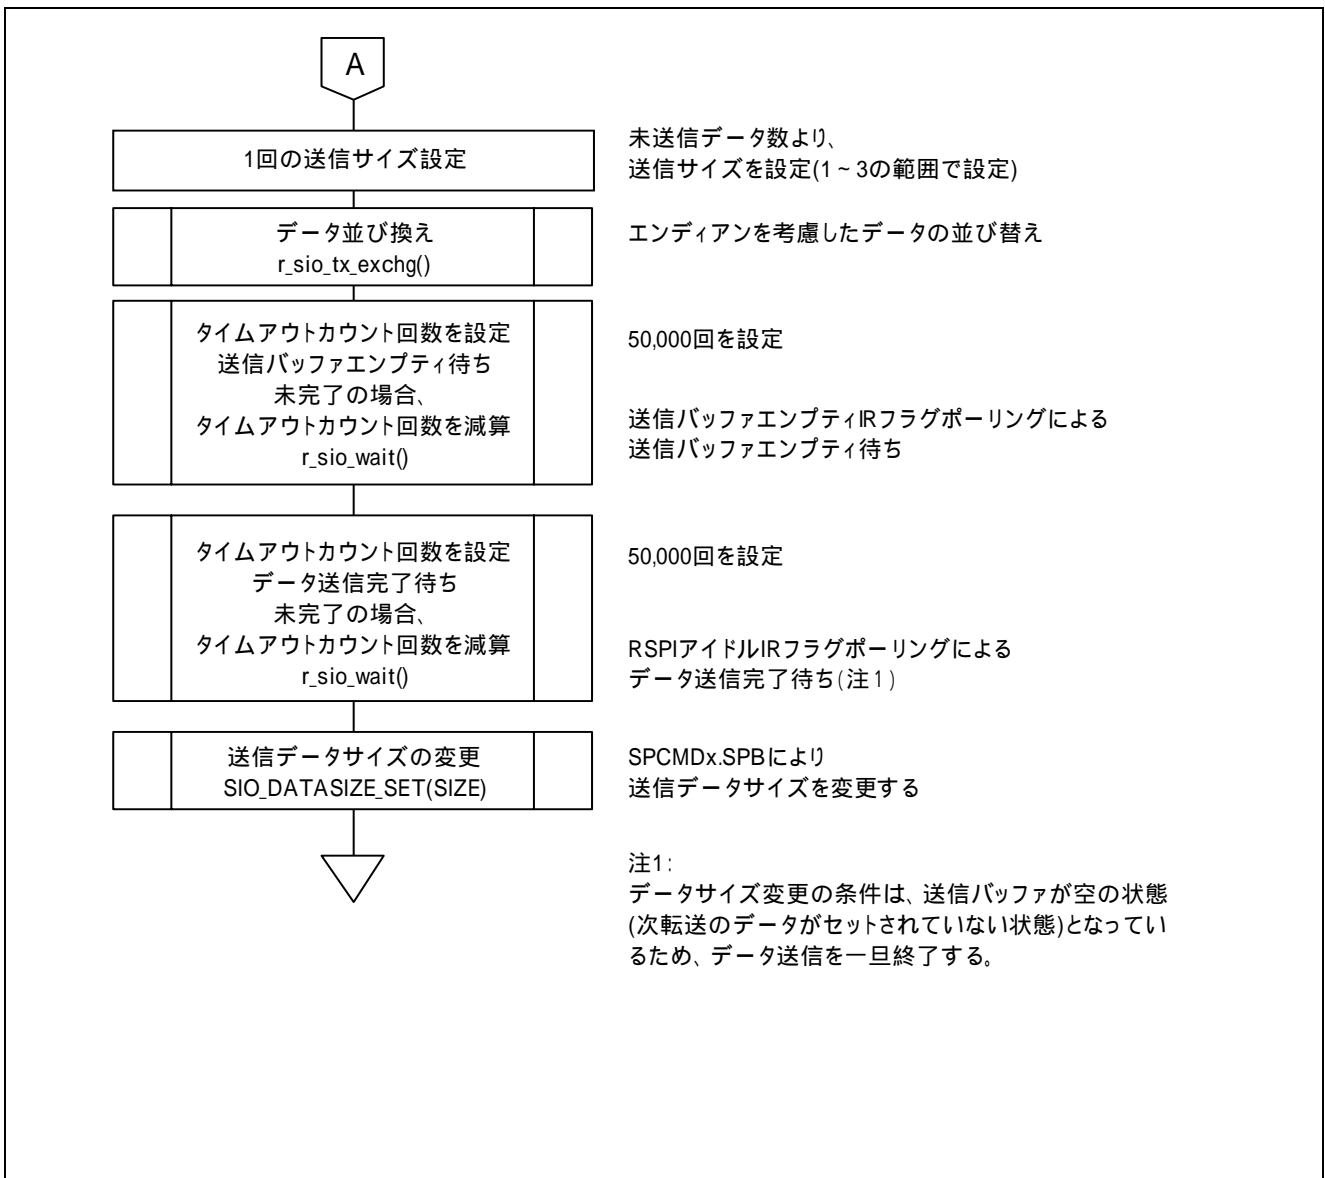 A
1回の送信サイズ設定
未送信データ数より、
送信サイズを設定(1~3の範囲で設定)
データ並び換え
r_sio_tx_exchg()
エンディアンを考慮したデータの並び替え
タイムアウトカウント回数を設定
送信バッファエンプティ待ち
未完了の場合、
タイムアウトカウント回数を減算
r_sio_wait()
50,000回を設定
送信バッファエンプティIRフラグポーリングによる
送信バッファエンプティ待ち
タイムアウトカウント回数を設定
データ送信完了待ち
未完了の場合、
タイムアウトカウント回数を減算
r_sio_wait()
50,000回を設定
RSPIアイドルIRフラグポーリングによる
データ送信完了待ち(注1)
送信データサイズの変更
SIO_DATASIZE_SET(SIZE)
SPCMDx.SPBにより
送信データサイズを変更する
注1:
データサイズ変更の条件は、送信バッファが空の状態
(次転送のデータがセットされていない状態)となってい
るため、データ送信を一旦終了する。